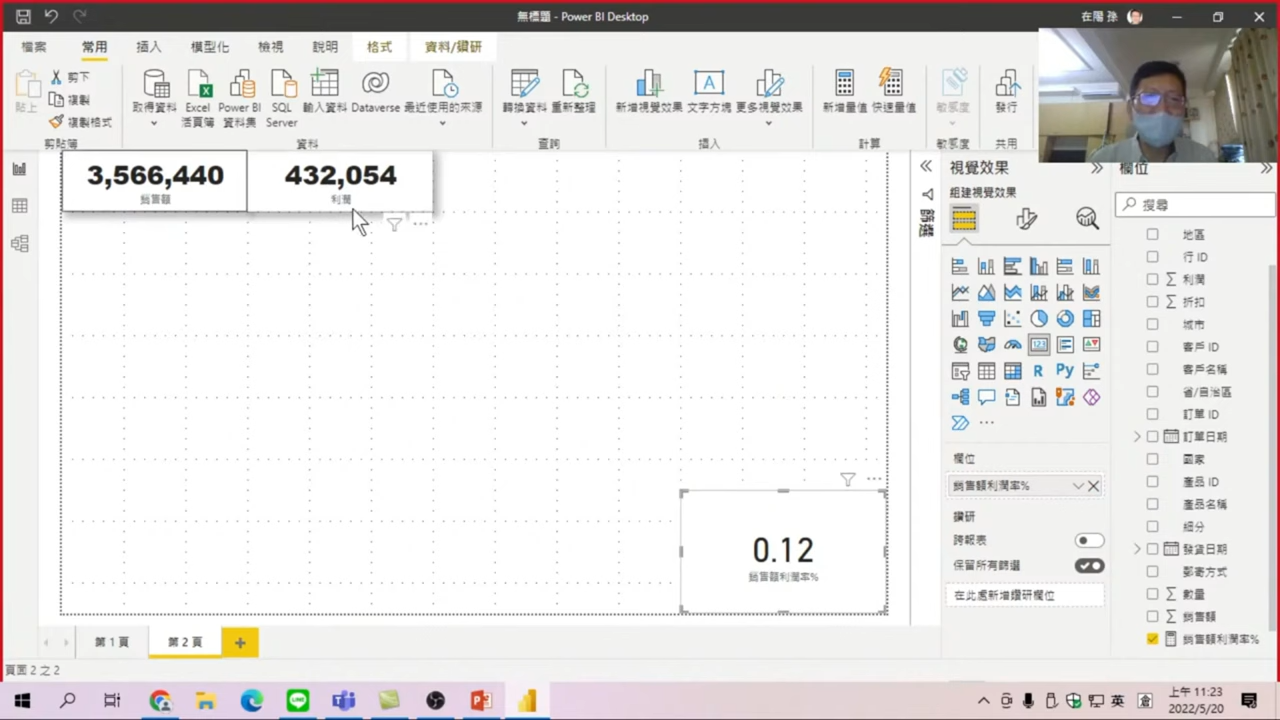 無標題 - Power BI Desktop
在陽 孫
檔案 常用 插入 模型化 檢視 說明 格式 資料/鑽研
貼上
剪下
複製
複製格式
取得資料
Excel 活頁簿
Power BI 資料集
SQL Server
輸入資料
Dataverse
最近使用的來源
轉換資料
重新整理
新增視覺效果
文字方塊
更多視覺效果
新增量值
快速量值
敏感度
發行
剪貼簿 資料 查詢 插入 計算 敏感度 共用
3,566,440
銷售額
432,054
利潤
0.12
銷售額利潤率%
篩選
視覺效果
組建視覺效果
123
R
Py
欄位
銷售額利潤率%
鑽研
跨報表
保留所有篩選
在此處新增鑽研欄位
欄位
搜尋
地區
行 ID
利潤
折扣
城市
客戶 ID
客戶名稱
省/自治區
訂單 ID
訂單日期
國家
產品 ID
產品名稱
細分
發貨日期
郵寄方式
數量
銷售額
銷售額利潤率%
第 1 頁
第 2 頁
頁面 2 之 2
英
上午 11:23
2022/5/20